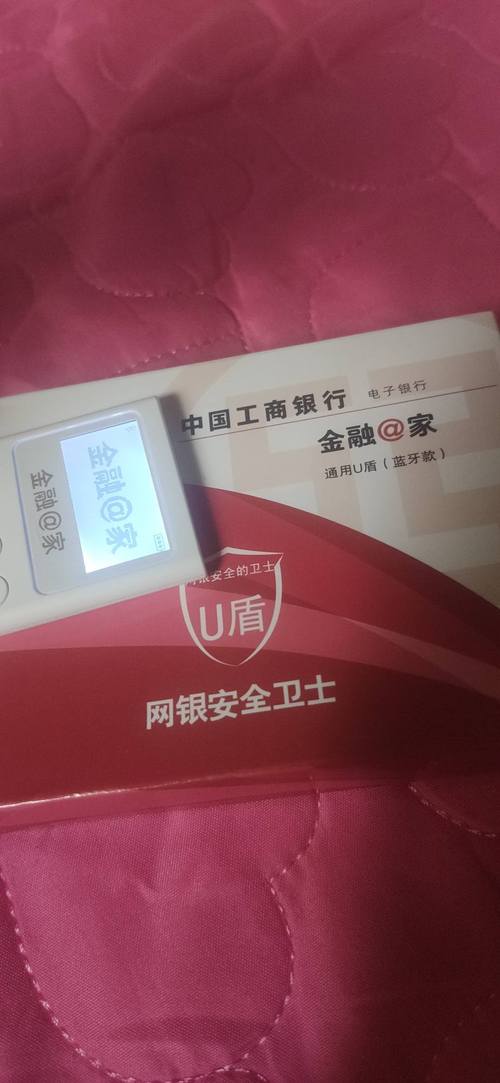 中国工商银行 电子银行
金融@家
通用U盾（蓝牙款）
金融@家
金融@家
网银安全的卫士
U盾
网银安全卫士